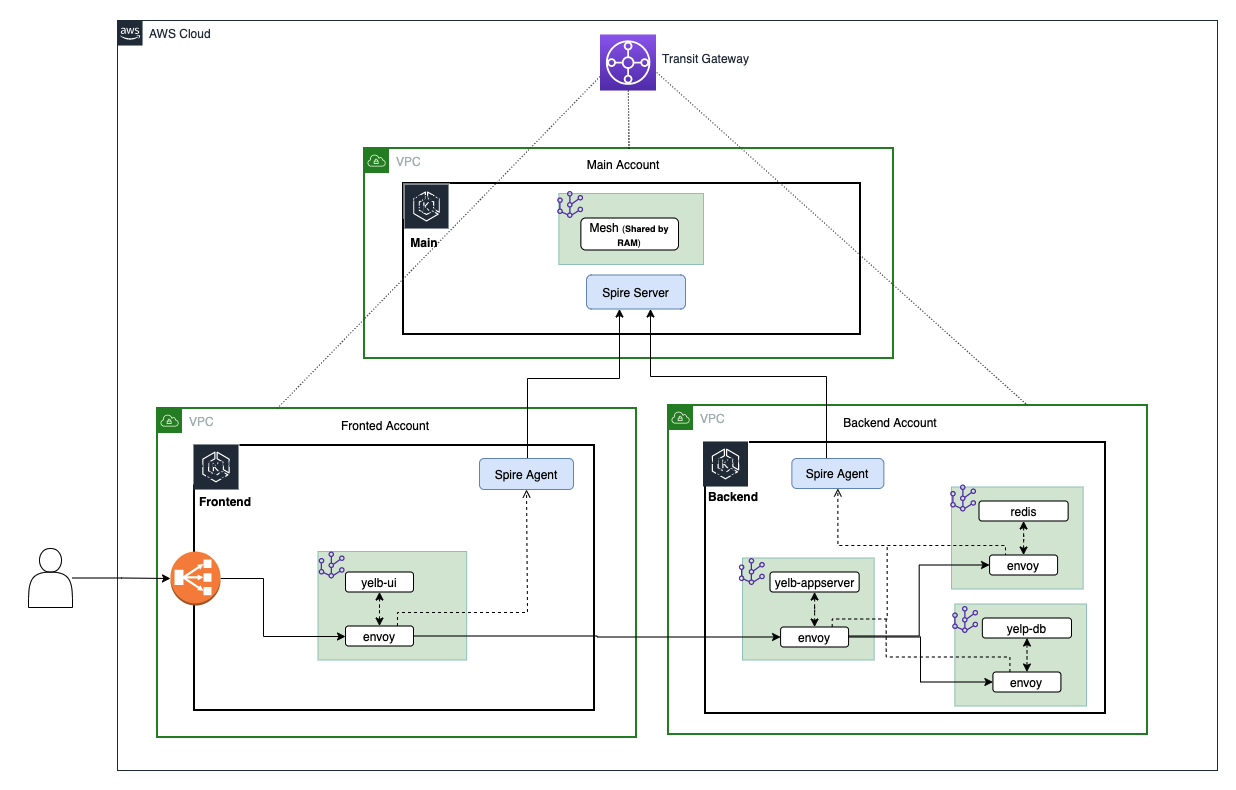 aws
AWS Cloud
Transit Gateway
VPC
Main Account
Main
Mesh (Shared by
RAM)
Spire Server
VPC
Fronted Account
Frontend
Spire Agent
yelb-ui
envoy
VPC
Backend Account
Backend
Spire Agent
redis
envoy
yelb-appserver
envoy
yelp-db
envoy